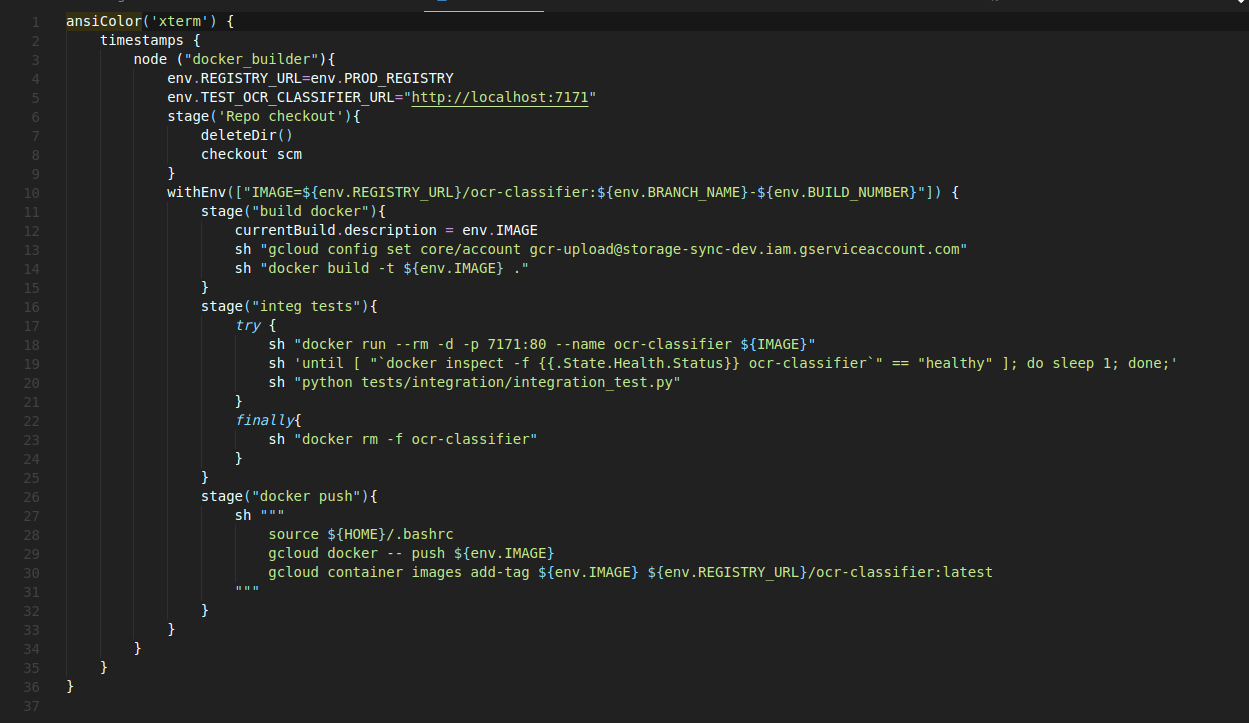 1 ansiColor('xterm') {
2     timestamps {
3         node ("docker_builder"){
4             env.REGISTRY_URL=env.PROD_REGISTRY
5             env.TEST_OCR_CLASSIFIER_URL="http://localhost:7171"
6             stage('Repo checkout'){
7                 deleteDir()
8                 checkout scm
9             }
10             withEnv(["IMAGE=${env.REGISTRY_URL}/ocr-classifier:${env.BRANCH_NAME}-${env.BUILD_NUMBER}"]) {
11                 stage("build docker"){
12                     currentBuild.description = env.IMAGE
13                     sh "gcloud config set core/account gcr-upload@storage-sync-dev.iam.gserviceaccount.com"
14                     sh "docker build -t ${env.IMAGE} ."
15                 }
16                 stage("integ tests"){
17                     try {
18                         sh "docker run --rm -d -p 7171:80 --name ocr-classifier ${IMAGE}"
19                         sh 'until [ "`docker inspect -f {{.State.Health.Status}} ocr-classifier`" == "healthy" ]; do sleep 1; done;'
20                         sh "python tests/integration/integration_test.py"
21                     }
22                     finally{
23                         sh "docker rm -f ocr-classifier"
24                     }
25                 }
26                 stage("docker push"){
27                     sh """
28                         source ${HOME}/.bashrc
29                         gcloud docker -- push ${env.IMAGE}
30                         gcloud container images add-tag ${env.IMAGE} ${env.REGISTRY_URL}/ocr-classifier:latest
31                     """
32                 }
33             }
34         }
35     }
36 }
37